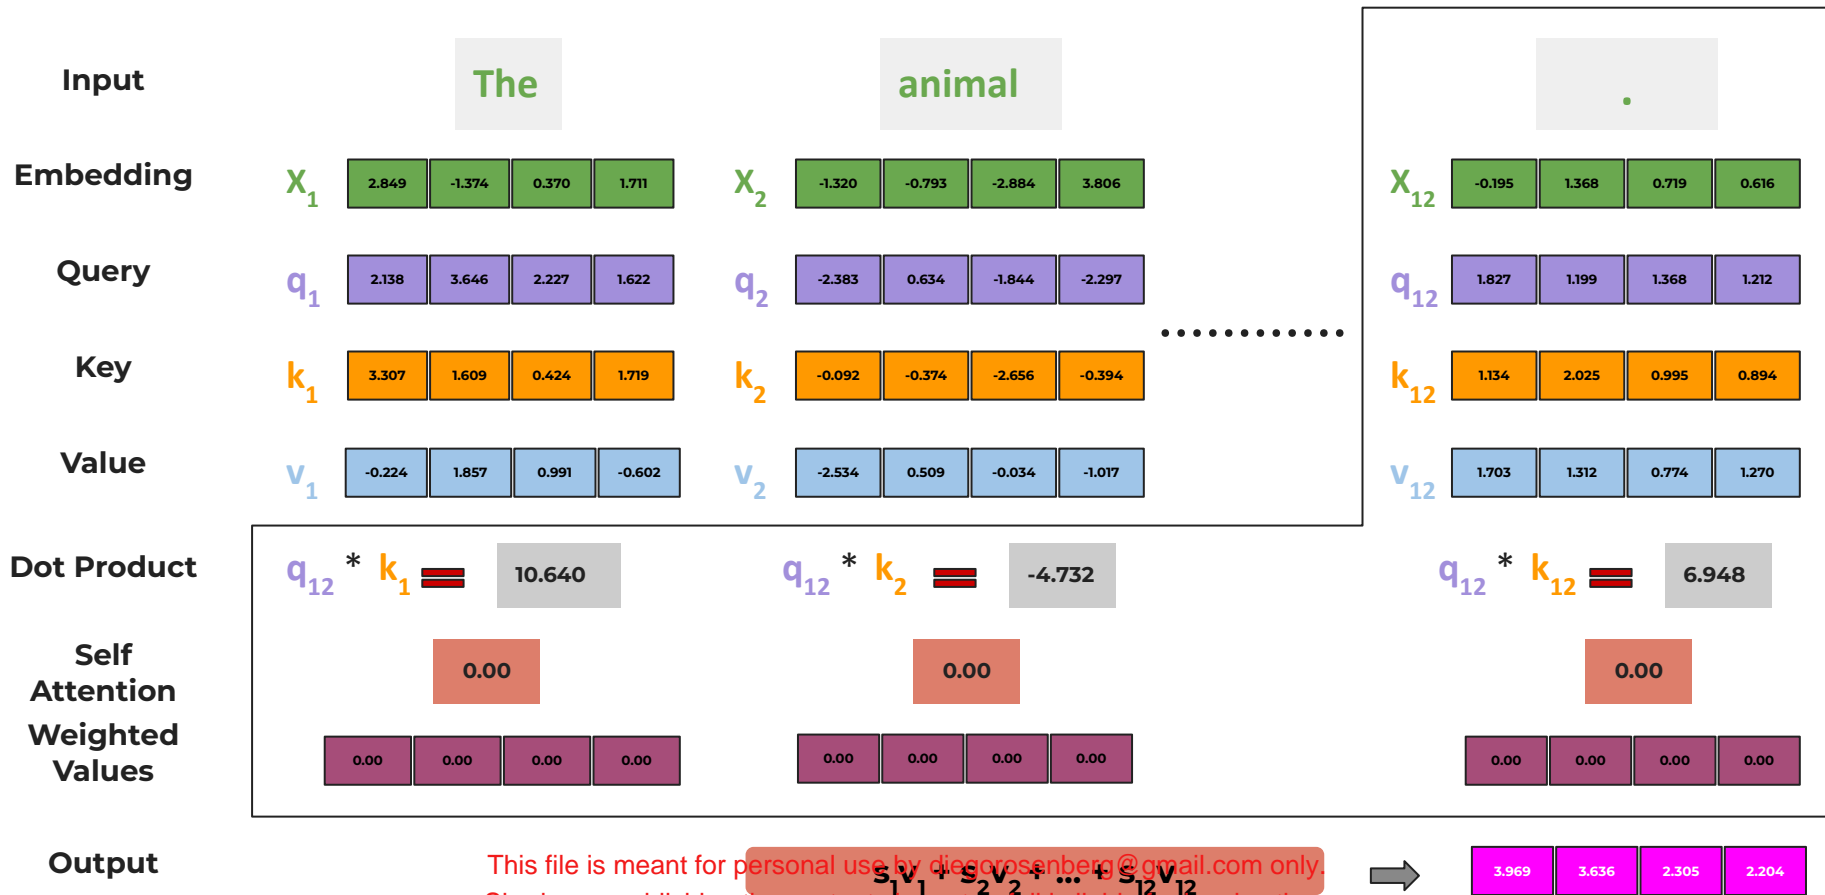 Input The animal .
Embedding X1 2.849 -1.374 0.370 1.711 X2 -1.320 -0.793 -2.884 3.806 X12 -0.195 1.368 0.719 0.616
Query q1 2.138 3.646 2.227 1.622 q2 -2.383 0.634 -1.844 -2.297 q12 1.827 1.199 1.368 1.212
............
Key k1 3.307 1.609 0.424 1.719 k2 -0.092 -0.374 -2.656 -0.394 k12 1.134 2.025 0.995 0.894
Value v1 -0.224 1.857 0.991 -0.602 v2 -2.534 0.509 -0.034 -1.017 v12 1.703 1.312 0.774 1.270
Dot Product q12 * k1 = 10.640 q12 * k2 = -4.732 q12 * k12 = 6.948
Self
Attention 0.00 0.00 0.00
Weighted
Values 0.00 0.00 0.00 0.00 0.00 0.00 0.00 0.00 0.00 0.00 0.00 0.00
Output s1v1 + s2v2 + ... + s12v12 3.969 3.636 2.305 2.204
This file is meant for personal use by diegorosenberg@gmail.com only.